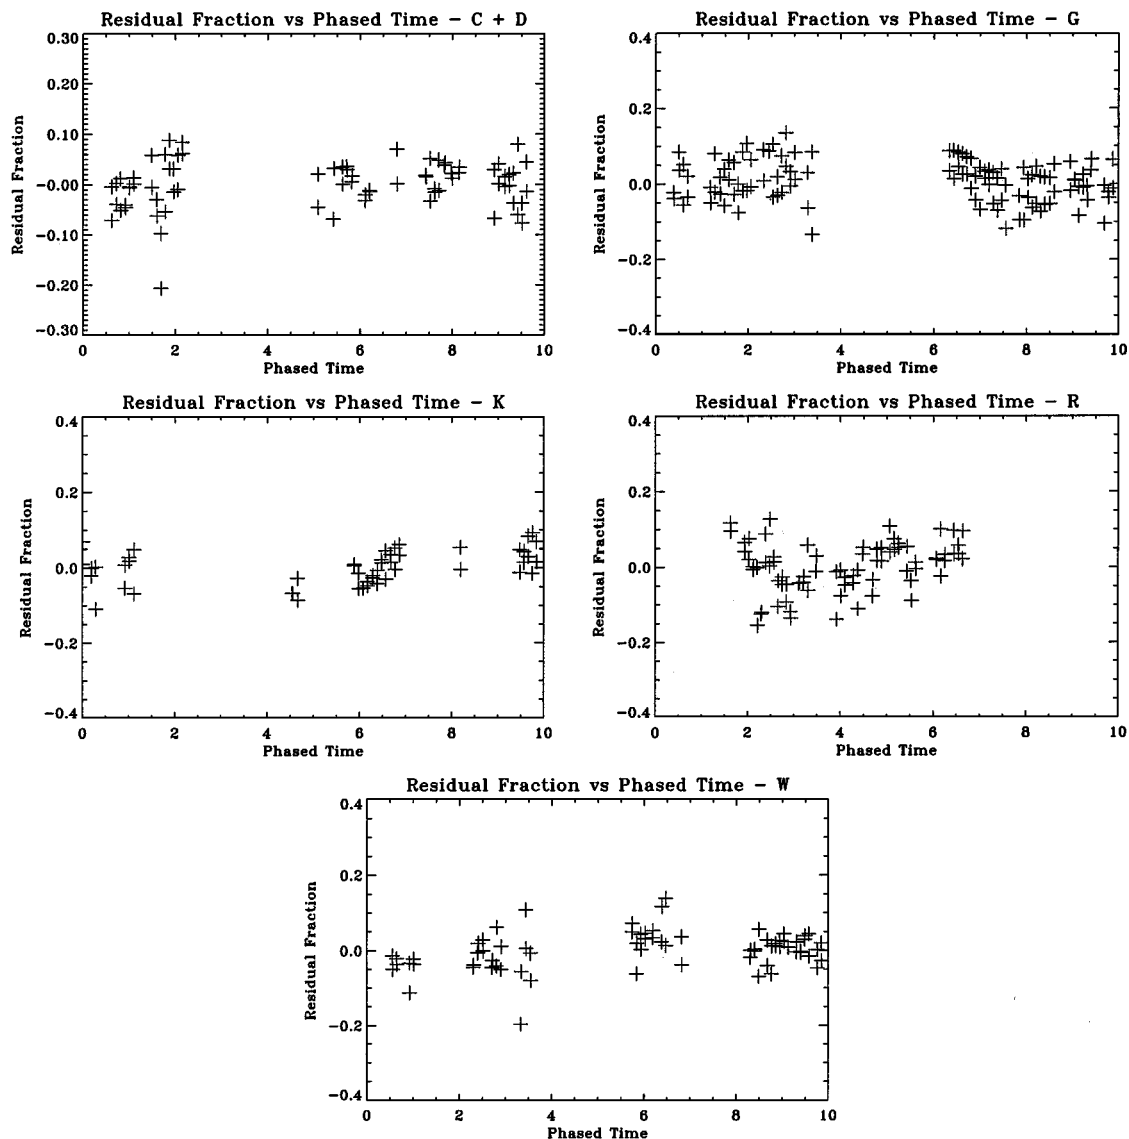 Residual Fraction vs Phased Time - C + D
0.30
0.20
0.10
-0.00
-0.10
-0.20
-0.30
Residual Fraction
0 2 4 6 8 10
Phased Time
Residual Fraction vs Phased Time - G
0.4
0.2
0.0
-0.2
-0.4
Residual Fraction
0 2 4 6 8 10
Phased Time
Residual Fraction vs Phased Time - K
0.4
0.2
0.0
-0.2
-0.4
Residual Fraction
0 2 4 6 8 10
Phased Time
Residual Fraction vs Phased Time - R
0.4
0.2
0.0
-0.2
-0.4
Residual Fraction
0 2 4 6 8 10
Phased Time
Residual Fraction vs Phased Time - W
0.4
0.2
0.0
-0.2
-0.4
Residual Fraction
0 2 4 6 8 10
Phased Time